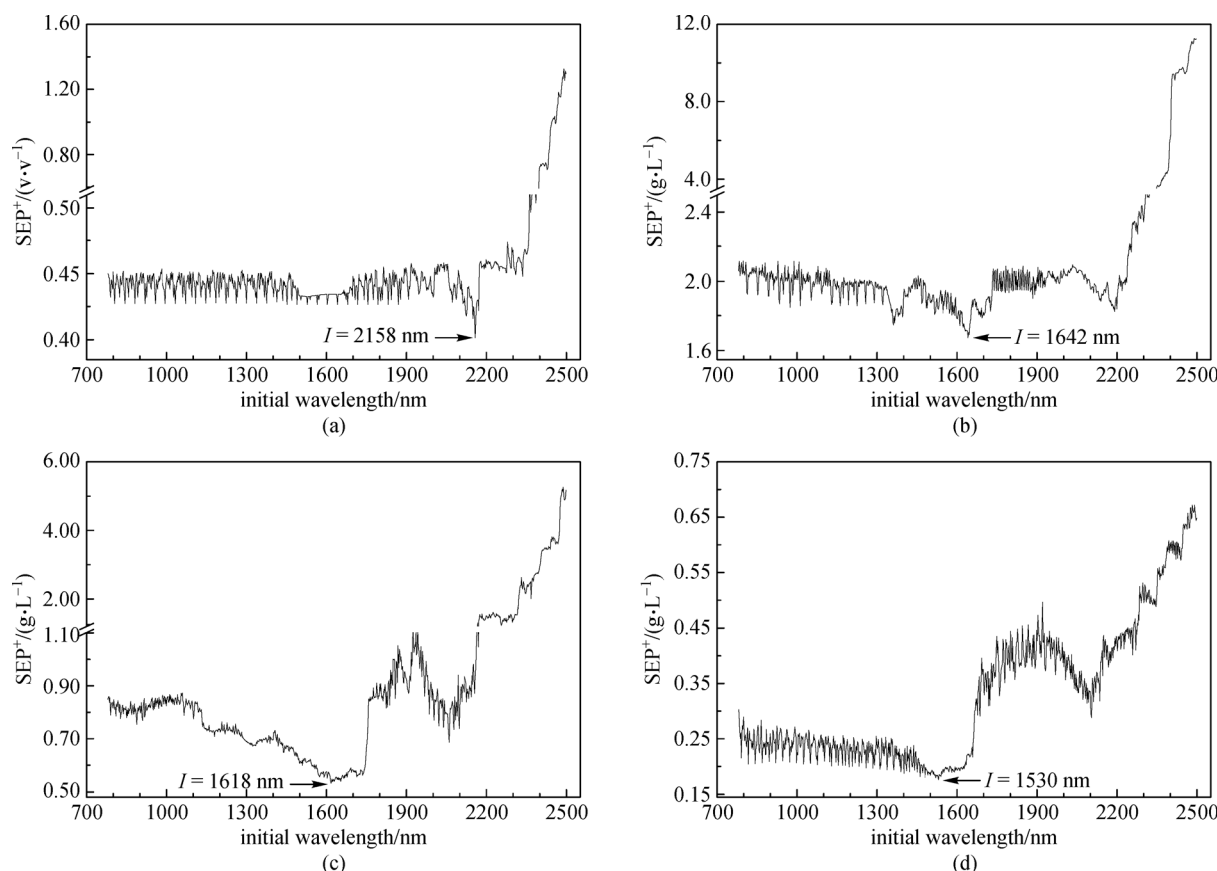 1.60
1.20
0.80
0.50
0.45
0.40
SEP⁺/(v•v⁻¹)
I = 2158 nm
700 1000 1300 1600 1900 2200 2500
initial wavelength/nm
(a)
12.0
8.0
4.0
2.4
2.0
1.6
SEP⁺/(g•L⁻¹)
I = 1642 nm
700 1000 1300 1600 1900 2200 2500
initial wavelength/nm
(b)
6.00
4.00
2.00
1.10
0.90
0.70
0.50
SEP⁺/(g•L⁻¹)
I = 1618 nm
700 1000 1300 1600 1900 2200 2500
initial wavelength/nm
(c)
0.75
0.65
0.55
0.45
0.35
0.25
0.15
SEP⁺/(g•L⁻¹)
I = 1530 nm
700 1000 1300 1600 1900 2200 2500
initial wavelength/nm
(d)